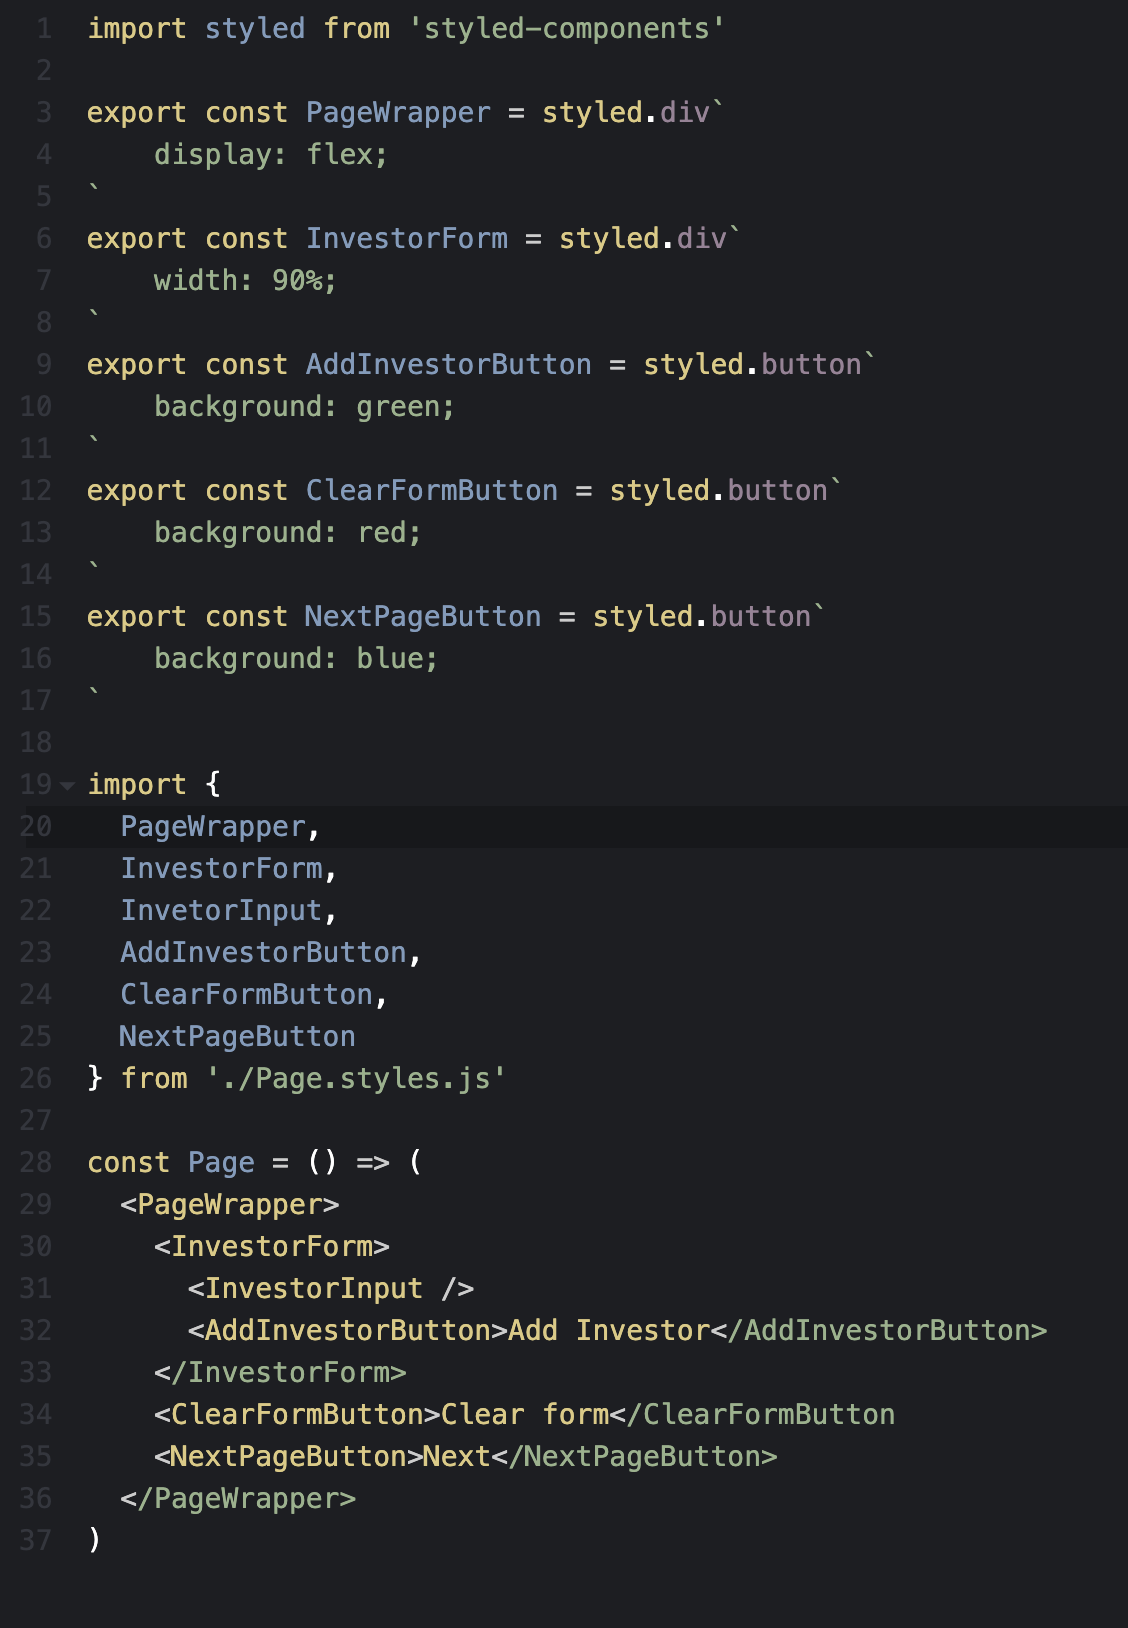 1 import styled from 'styled-components'
2
3 export const PageWrapper = styled.div`
4     display: flex;
5 `
6 export const InvestorForm = styled.div`
7     width: 90%;
8 `
9 export const AddInvestorButton = styled.button`
10     background: green;
11 `
12 export const ClearFormButton = styled.button`
13     background: red;
14 `
15 export const NextPageButton = styled.button`
16     background: blue;
17 `
18
19 import {
20   PageWrapper,
21   InvestorForm,
22   InvetorInput,
23   AddInvestorButton,
24   ClearFormButton,
25   NextPageButton
26 } from './Page.styles.js'
27
28 const Page = () => (
29   <PageWrapper>
30     <InvestorForm>
31       <InvestorInput />
32       <AddInvestorButton>Add Investor</AddInvestorButton>
33     </InvestorForm>
34     <ClearFormButton>Clear form</ClearFormButton
35     <NextPageButton>Next</NextPageButton>
36   </PageWrapper>
37 )